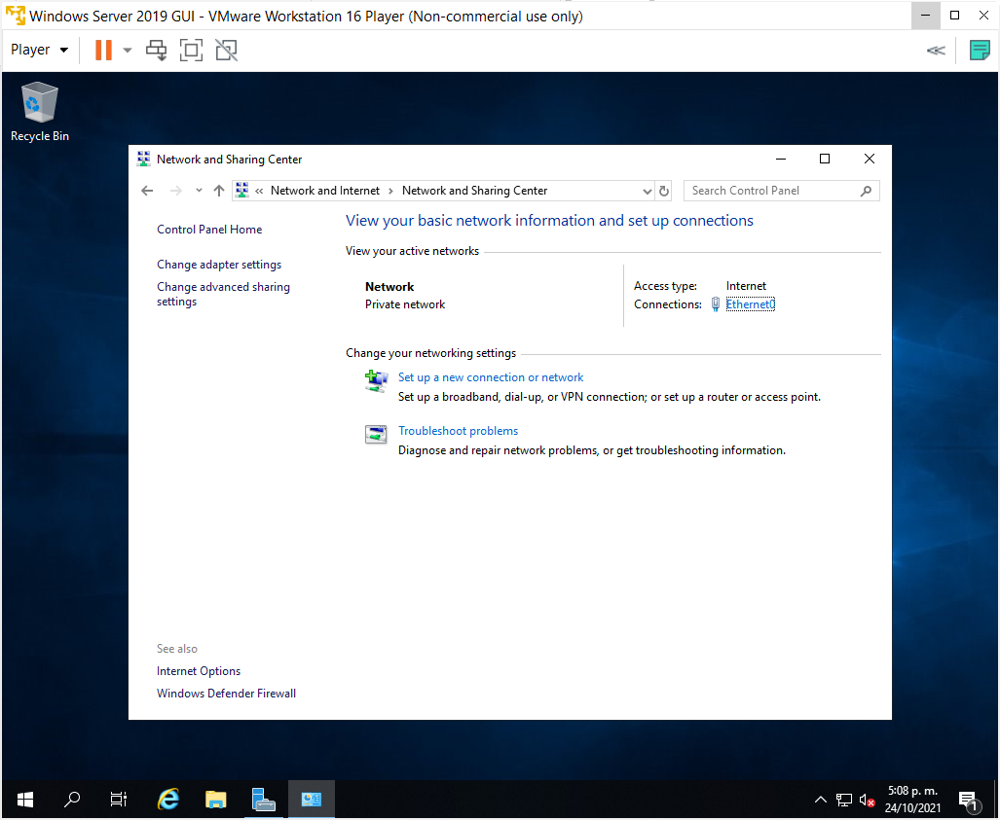 Windows Server 2019 GUI - VMware Workstation 16 Player (Non-commercial use only)
Player
Recycle Bin
Network and Sharing Center
« Network and Internet › Network and Sharing Center
Search Control Panel
Control Panel Home
Change adapter settings
Change advanced sharing
settings
View your basic network information and set up connections
View your active networks
Network
Private network
Access type: Internet
Connections: Ethernet0
Change your networking settings
Set up a new connection or network
Set up a broadband, dial-up, or VPN connection; or set up a router or access point.
Troubleshoot problems
Diagnose and repair network problems, or get troubleshooting information.
See also
Internet Options
Windows Defender Firewall
5:08 p. m.
24/10/2021
1